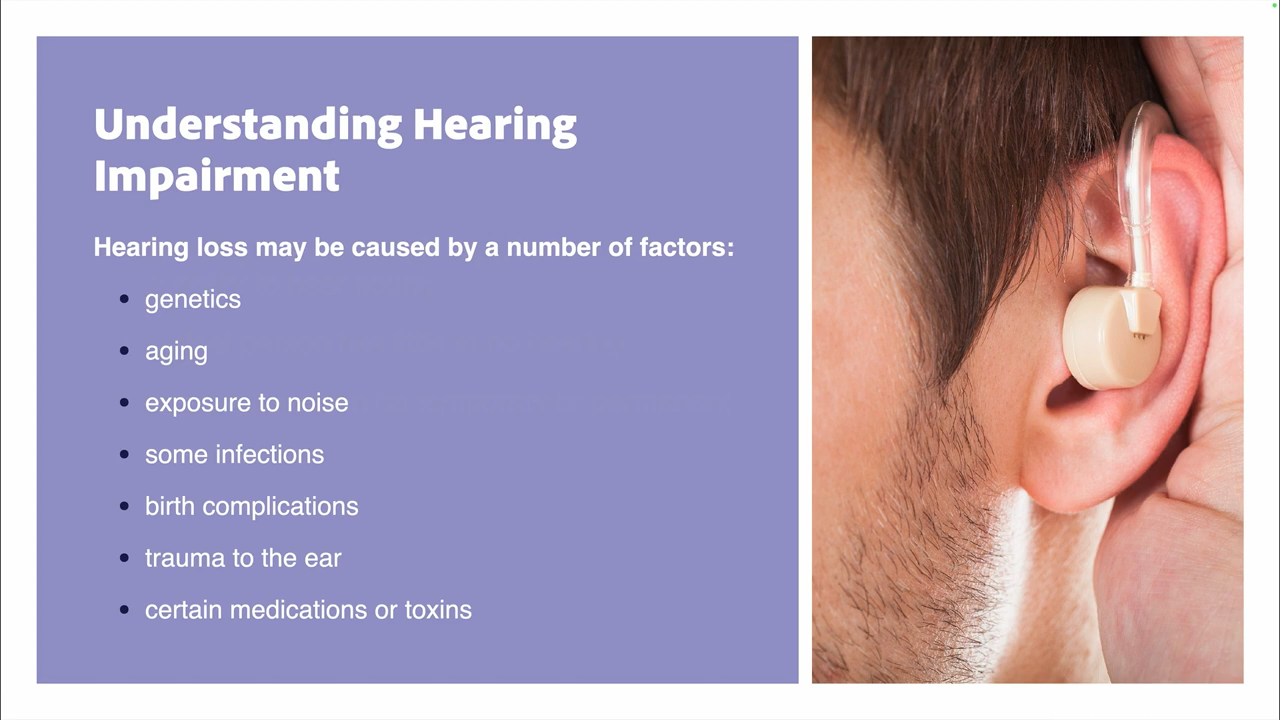 Understanding Hearing
Impairment
Hearing loss may be caused by a number of factors:
• genetics
• aging
• exposure to noise
• some infections
• birth complications
• trauma to the ear
• certain medications or toxins